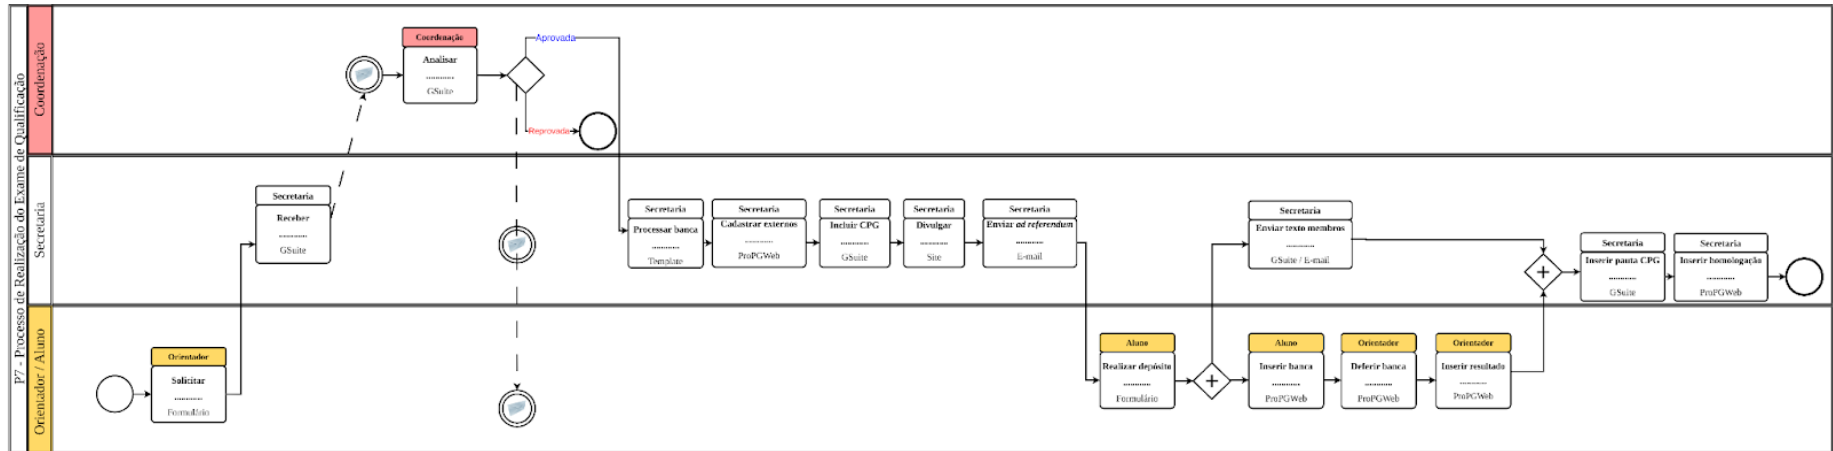 P7 - Processo de Realização do Exame de Qualificação
Coordenação
Coordenação
Analisar
............
GSuite
Aprovada
Reprovada
Secretaria
Secretaria
Receber
............
GSuite
Secretaria
Processar banca
............
Template
Secretaria
Cadastrar externos
............
ProPGWeb
Secretaria
Incluir CPG
............
GSuite
Secretaria
Divulgar
............
Site
Secretaria
Enviar ad referendum
............
E-mail
Secretaria
Enviar texto membros
............
GSuite / E-mail
Secretaria
Inserir pauta CPG
............
GSuite
Secretaria
Inserir homologação
............
ProPGWeb
Orientador / Aluno
Orientador
Solicitar
............
Formulário
Aluno
Realizar depósito
............
Formulário
Aluno
Inserir banca
............
ProPGWeb
Orientador
Deferir banca
............
ProPGWeb
Orientador
Inserir resultado
............
ProPGWeb